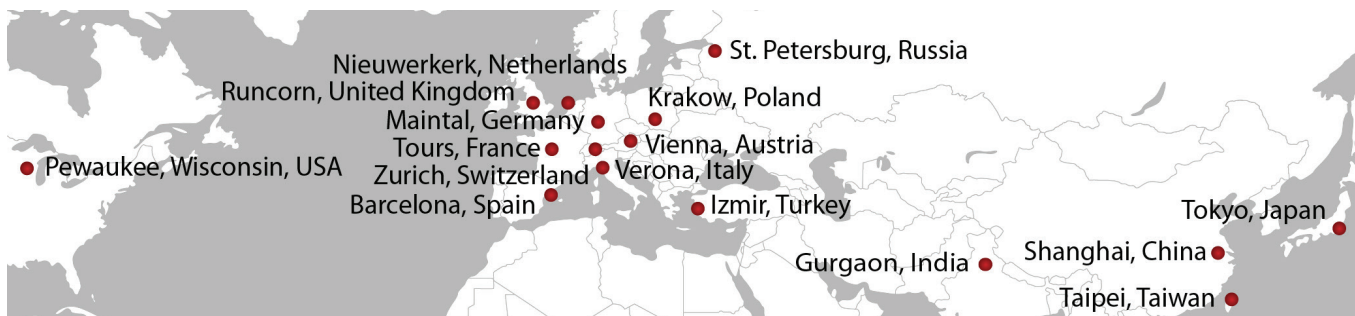 St. Petersburg, Russia
Nieuwerkerk, Netherlands
Runcorn, United Kingdom
Krakow, Poland
Maintal, Germany
Vienna, Austria
Tours, France
Pewaukee, Wisconsin, USA
Zurich, Switzerland
Verona, Italy
Barcelona, Spain
Izmir, Turkey
Tokyo, Japan
Shanghai, China
Gurgaon, India
Taipei, Taiwan